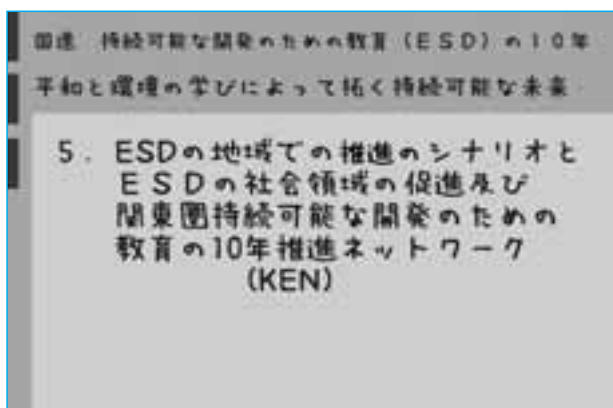 国連 持続可能な開発のための教育(ESD)の10年
平和と環境の学びによって拓く持続可能な未来
5. ESDの地域での推進のシナリオと
ESDの社会領域の促進及び
関東圏持続可能な開発のための
教育の10年推進ネットワーク
(KEN)